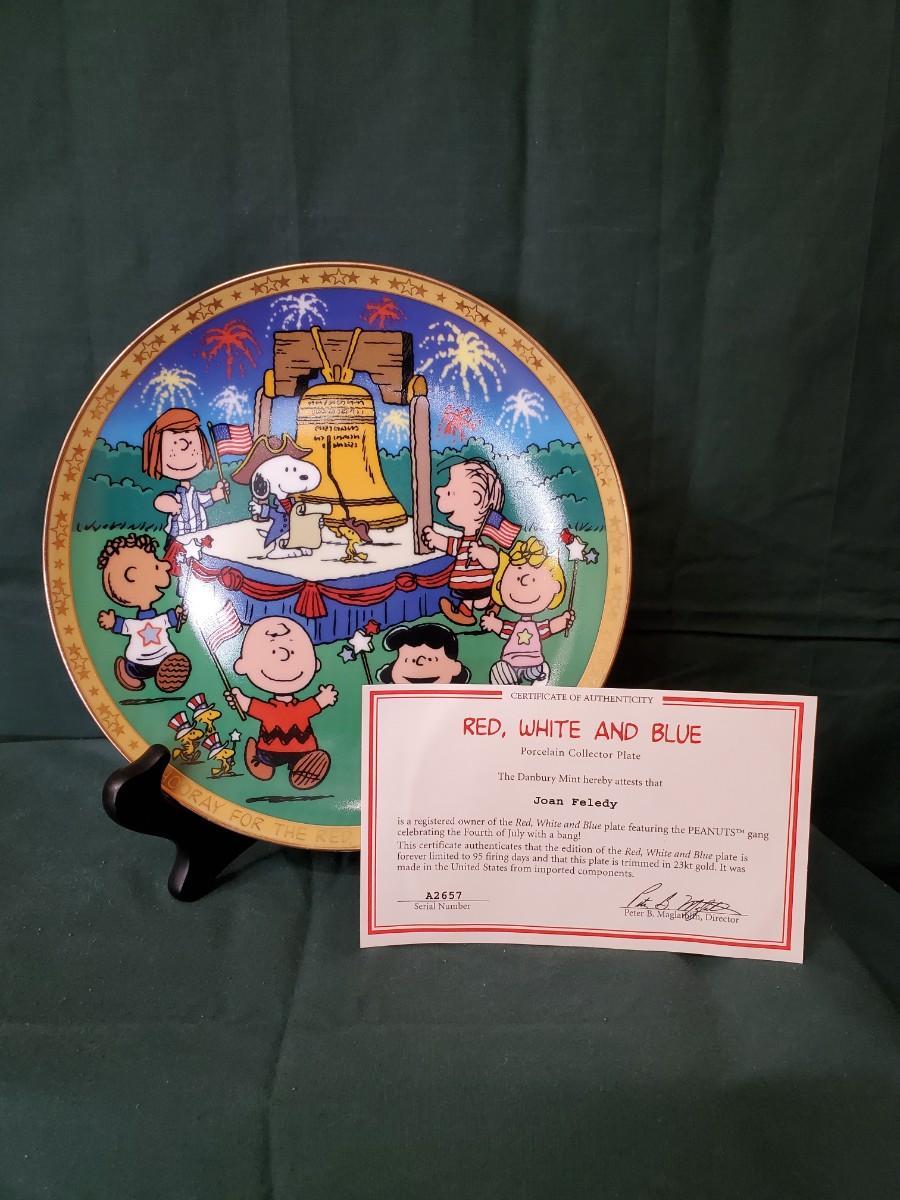 HOORAY FOR THE RED,
CERTIFICATE OF AUTHENTICITY
RED, WHITE AND BLUE
Porcelain Collector Plate
The Danbury Mint hereby attests that
Joan Feledy
is a registered owner of the Red, White and Blue plate featuring the PEANUTS™ gang
celebrating the Fourth of July with a bang!
This certificate authenticates that the edition of the Red, White and Blue plate is
forever limited to 95 firing days and that this plate is trimmed in 23kt gold. It was
made in the United States from imported components.
A2657
Serial Number
Peter B. Maglathlin, Director